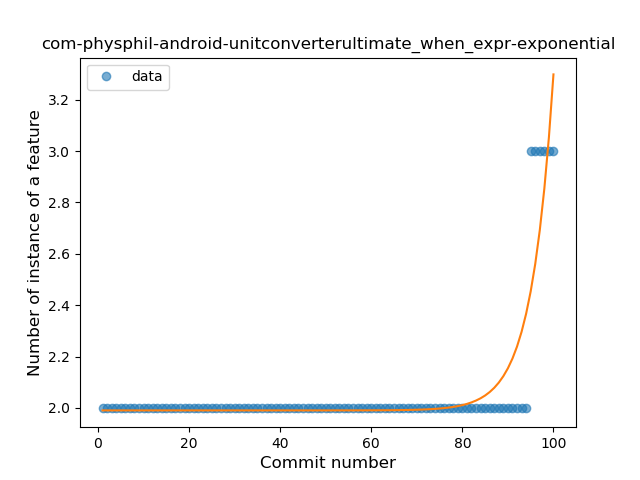 com-physphil-android-unitconverterultimate_when_expr-exponential
data
Number of instance of a feature
3.2
3.0
2.8
2.6
2.4
2.2
2.0
0 20 40 60 80 100
Commit number